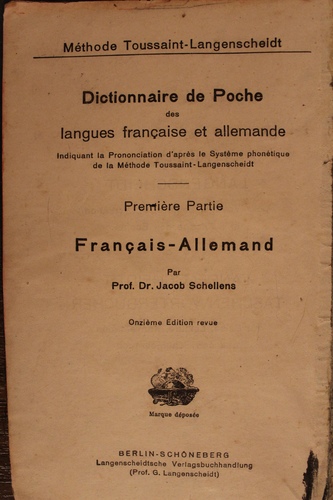 Méthode Toussaint-Langenscheidt
Dictionnaire de Poche
des
langues française et allemande
Indiquant la Prononciation d'après le Système phonétique
de la Méthode Toussaint-Langenscheidt
Première Partie
Français-Allemand
Par
Prof. Dr. Jacob Schellens
Onzième Edition revue
Marque déposée
BERLIN-SCHÖNEBERG
Langenscheidtsche Verlagsbuchhandlung
(Prof. G. Langenscheidt)